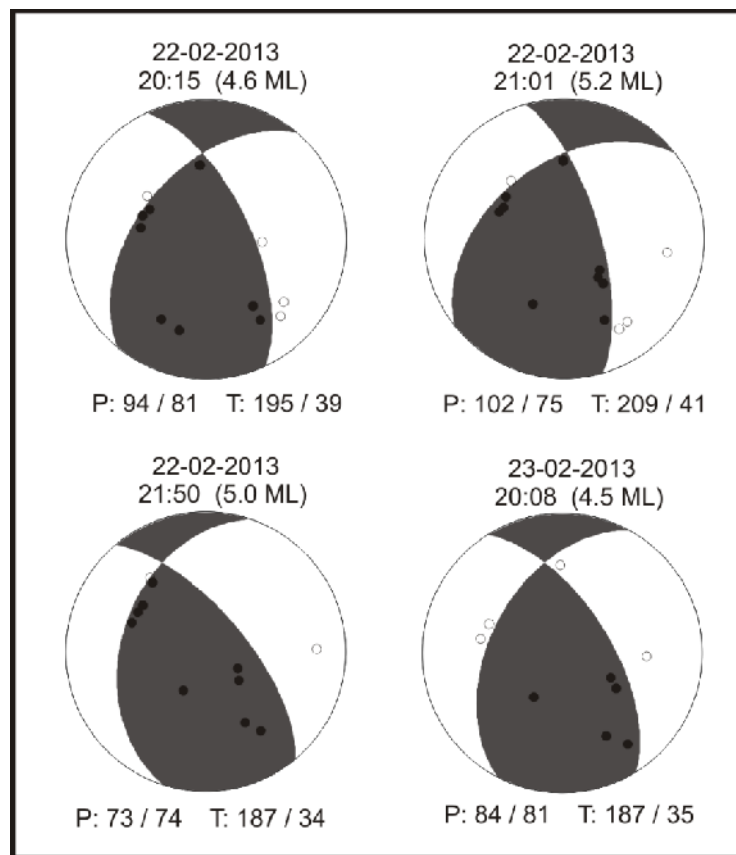 22-02-2013
20:15 (4.6 ML)
P: 94 / 81 T: 195 / 39
22-02-2013
21:01 (5.2 ML)
P: 102 / 75 T: 209 / 41
22-02-2013
21:50 (5.0 ML)
P: 73 / 74 T: 187 / 34
23-02-2013
20:08 (4.5 ML)
P: 84 / 81 T: 187 / 35